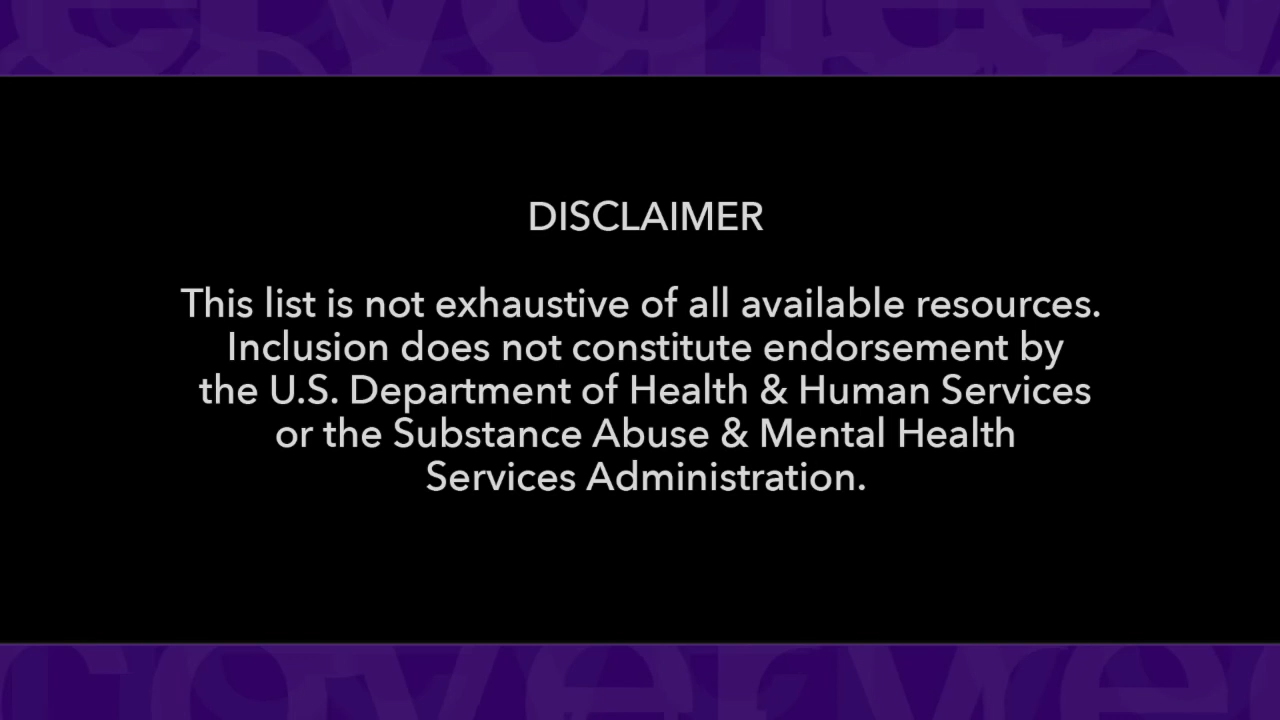 DISCLAIMER
This list is not exhaustive of all available resources.
Inclusion does not constitute endorsement by
the U.S. Department of Health & Human Services
or the Substance Abuse & Mental Health
Services Administration.